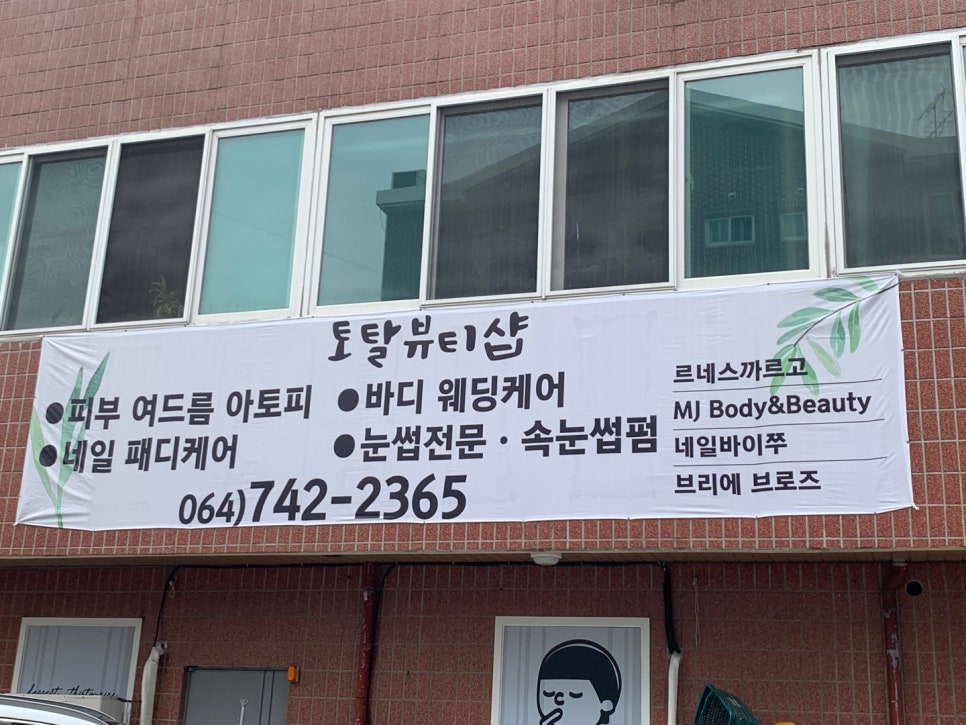 토탈뷰티샵
●피부 여드름 아토피
●네일 패디케어
●바디 웨딩케어
●눈썹전문 · 속눈썹펌
064)742-2365
르네스까르고
MJ Body&Beauty
네일바이쭈
브리에 브로즈